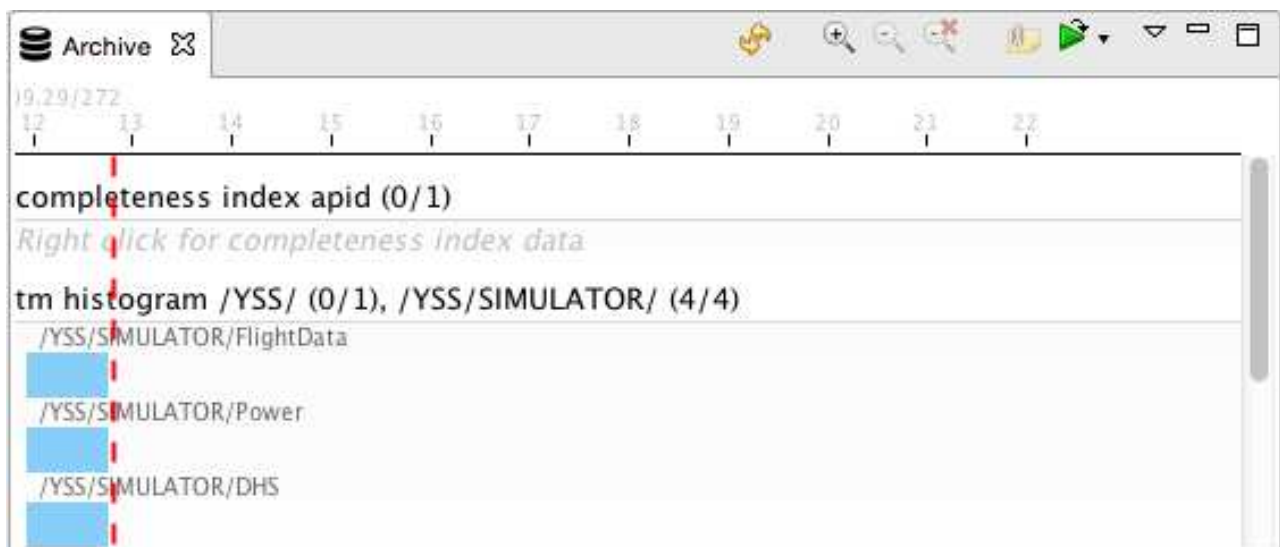 Archive
09.29/272
12 13 14 15 16 17 18 19 20 21 22
completeness index apid (0/1)
Right click for completeness index data
tm histogram /YSS/ (0/1), /YSS/SIMULATOR/ (4/4)
/YSS/SIMULATOR/FlightData
/YSS/SIMULATOR/Power
/YSS/SIMULATOR/DHS